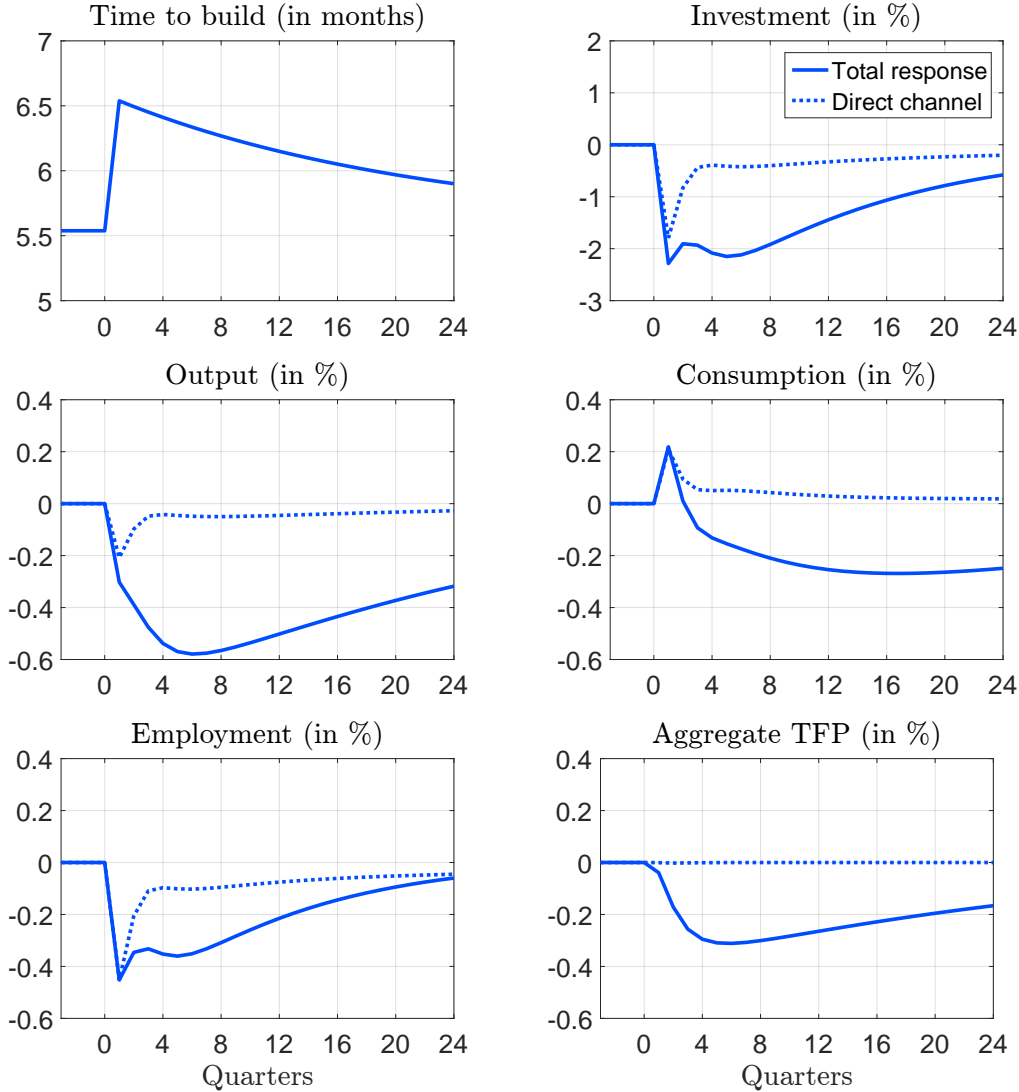 Time to build (in months)
7
6.5
6
5.5
5
0 4 8 12 16 20 24
Investment (in %)
Total response
Direct channel
2
1
0
-1
-2
-3
0 4 8 12 16 20 24
Output (in %)
0.4
0.2
0
-0.2
-0.4
-0.6
0 4 8 12 16 20 24
Consumption (in %)
0.4
0.2
0
-0.2
-0.4
-0.6
0 4 8 12 16 20 24
Employment (in %)
0.4
0.2
0
-0.2
-0.4
-0.6
0 4 8 12 16 20 24
Quarters
Aggregate TFP (in %)
0.4
0.2
0
-0.2
-0.4
-0.6
0 4 8 12 16 20 24
Quarters